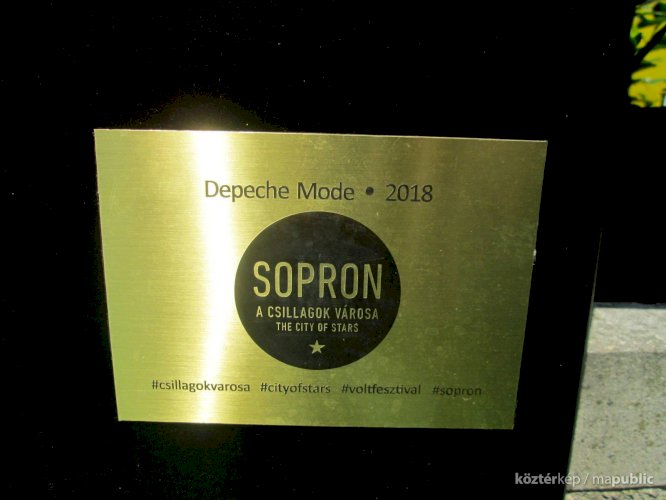 Depeche Mode • 2018
SOPRON
A CSILLAGOK VÁROSA
THE CITY OF STARS
#csillagokvarosa #cityofstars #voltfesztival #sopron
köztérkép / mapublic